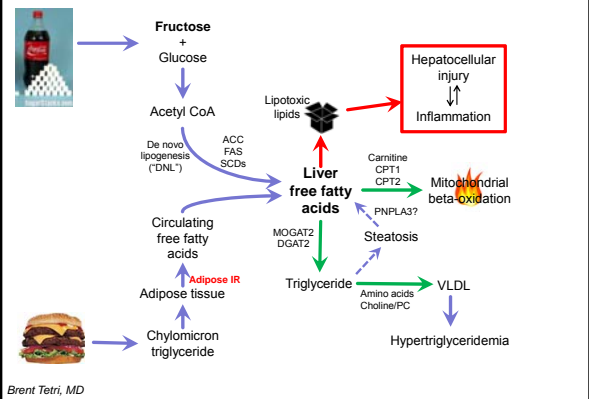 Fructose
+
Glucose
Acetyl CoA
De novo
lipogenesis
("DNL")
ACC
FAS
SCDs
Lipotoxic
lipids
Hepatocellular
injury
Inflammation
Liver
free fatty
acids
Carnitine
CPT1
CPT2
Mitochondrial
beta-oxidation
PNPLA3?
Steatosis
MOGAT2
DGAT2
Circulating
free fatty
acids
Adipose IR
Adipose tissue
Chylomicron
triglyceride
Triglyceride
Amino acids
Choline/PC
VLDL
Hypertriglyceridemia
Brent Tetri, MD